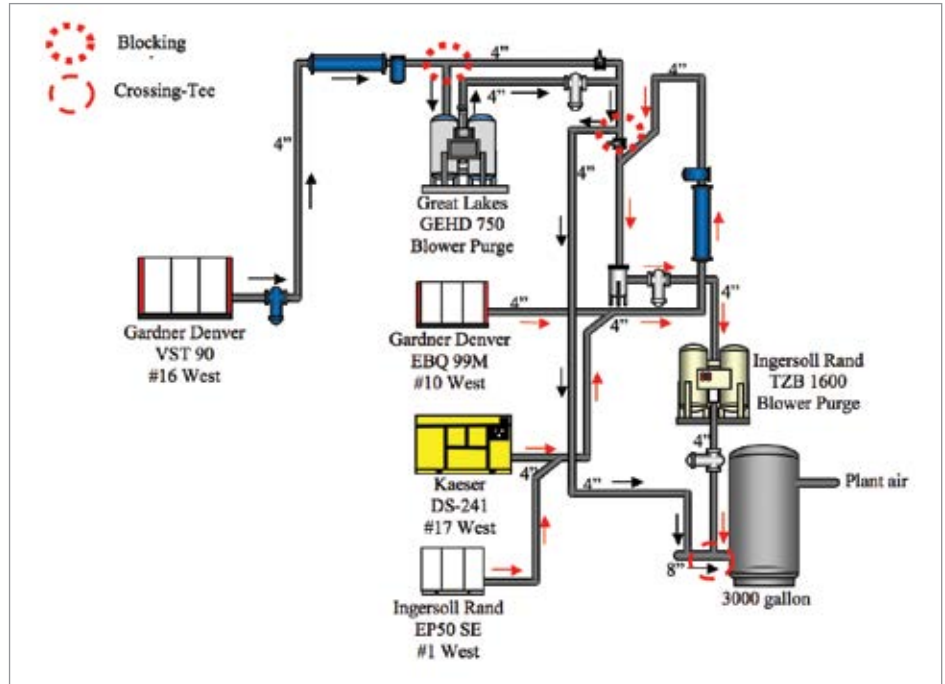 Blocking
Crossing-Tee
4"
4"
4"
4"
4"
4"
Great Lakes
GEHD 750
Blower Purge
Gardner Denver
VST 90
#16 West
4"
4"
4"
Gardner Denver
EBQ 99M
#10 West
Ingersoll Rand
TZB 1600
Blower Purge
4"
4"
4"
Kaeser
DS-241
#17 West
Plant air
8"
3000 gallon
Ingersoll Rand
EP50 SE
#1 West